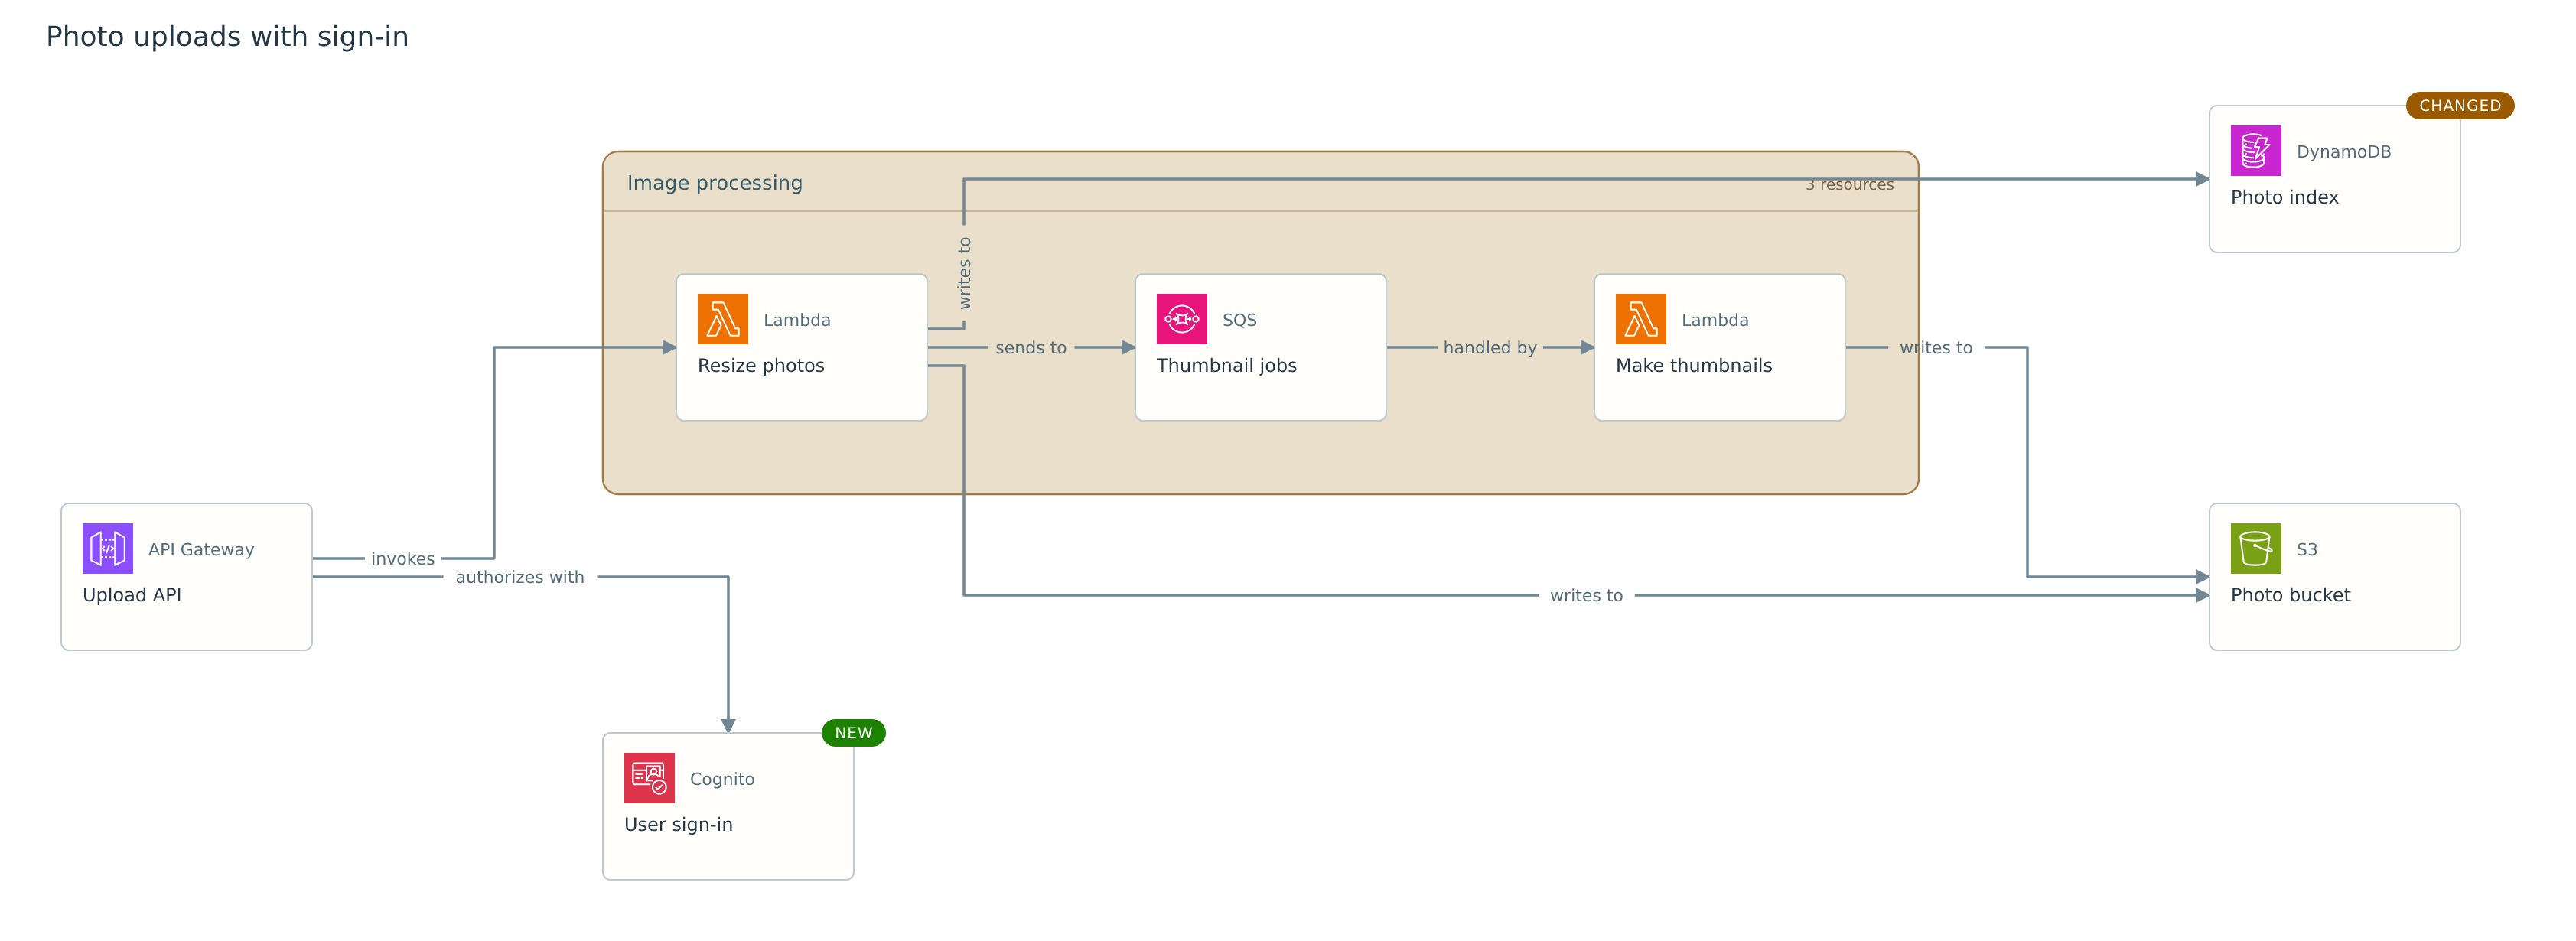 Photo uploads with sign-in
CHANGED
DynamoDB
Photo index
Image processing
3 resources
writes to
Lambda
Resize photos
sends to
SQS
Thumbnail jobs
handled by
Lambda
Make thumbnails
writes to
API Gateway
Upload API
invokes
authorizes with
writes to
S3
Photo bucket
NEW
Cognito
User sign-in